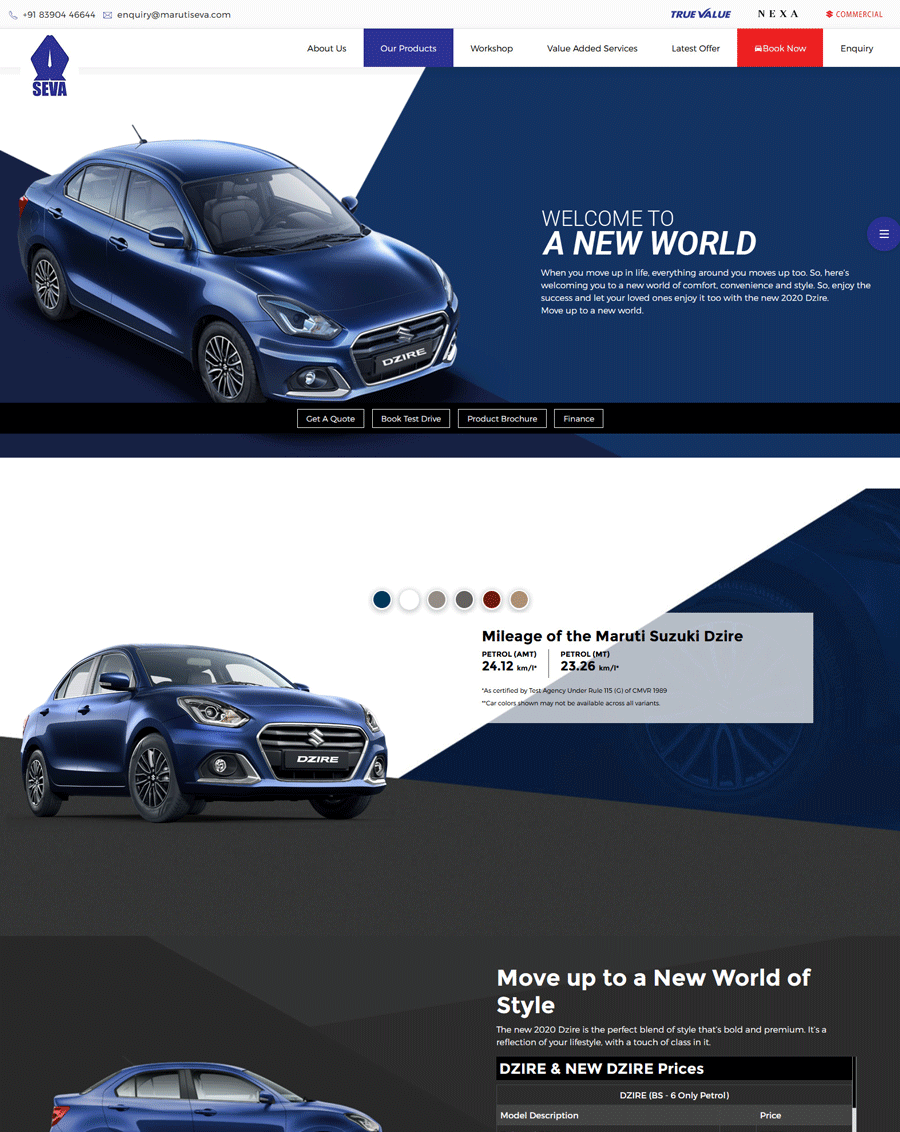 +91 83904 46644 enquiry@marutiseva.com TRUE VALUE NEXA COMMERCIAL
About Us Our Products Workshop Value Added Services Latest Offer Book Now Enquiry
SEVA
WELCOME TO
A NEW WORLD
When you move up in life, everything around you moves up too. So, here's
welcoming you to a new world of comfort, convenience and style. So, enjoy the
success and let your loved ones enjoy it too with the new 2020 Dzire.
Move up to a new world.
DZIRE
Get A Quote Book Test Drive Product Brochure Finance
Mileage of the Maruti Suzuki Dzire
PETROL (AMT) PETROL (MT)
24.12 km/l* 23.26 km/l*
*As certified by Test Agency Under Rule 115 (G) of CMVR 1989
**Car colors shown may not be available across all variants.
DZIRE
Move up to a New World of
Style
The new 2020 Dzire is the perfect blend of style that's bold and premium. It's a
reflection of your lifestyle, with a touch of class in it.
DZIRE & NEW DZIRE Prices
DZIRE (BS - 6 Only Petrol)
Model Description Price